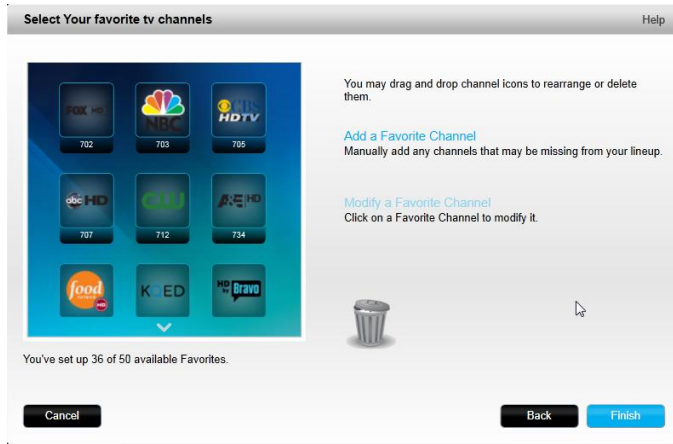 Select Your favorite tv channels
Help
FOX HD
702
NBC
703
CBS
HDTV
705
abc HD
707
CW
712
A&E HD
734
food
HD
KQED
HD by Bravo
You've set up 36 of 50 available Favorites.
You may drag and drop channel icons to rearrange or delete
them.
Add a Favorite Channel
Manually add any channels that may be missing from your lineup.
Modify a Favorite Channel
Click on a Favorite Channel to modify it.
Cancel
Back
Finish